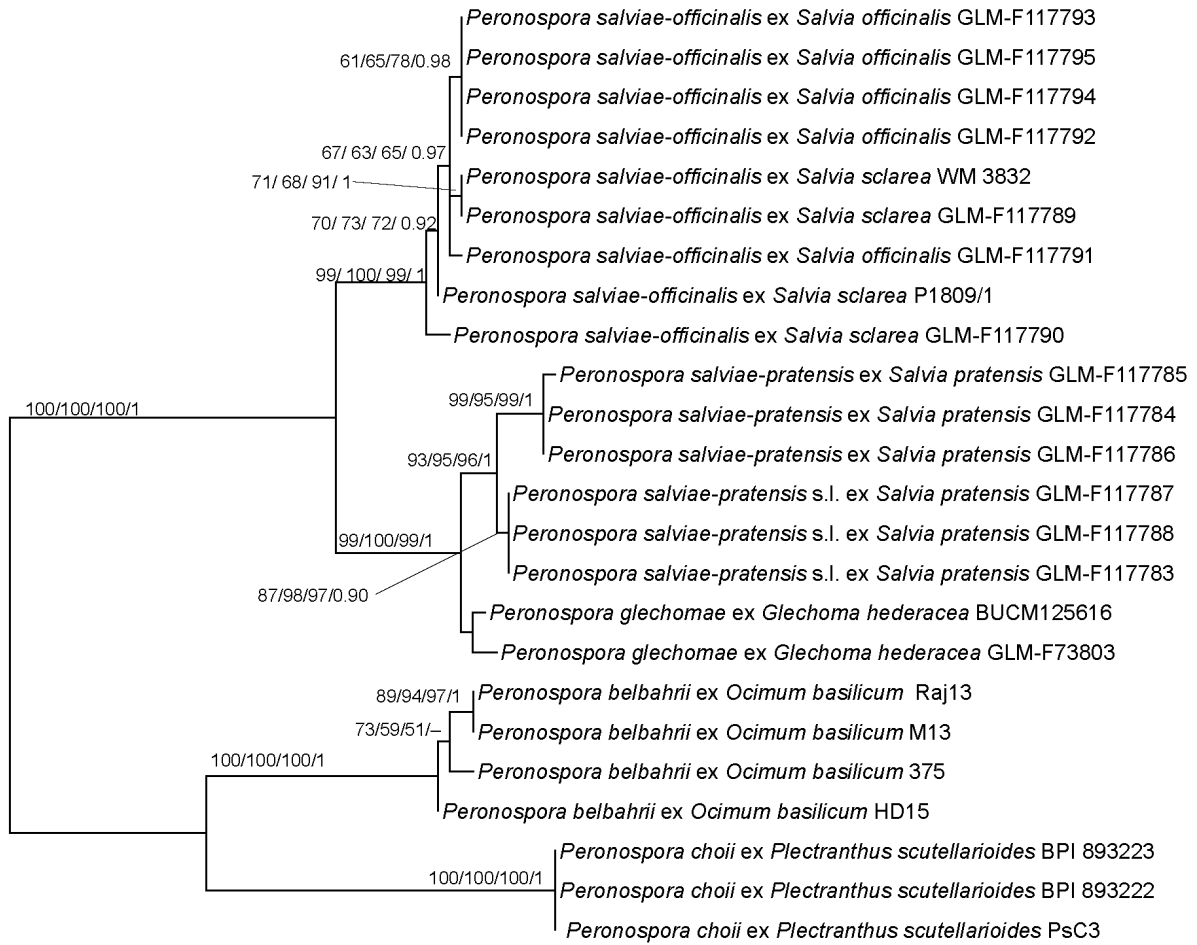 Peronospora salviae-officinalis ex Salvia officinalis GLM-F117793
61/65/78/0.98
Peronospora salviae-officinalis ex Salvia officinalis GLM-F117795
Peronospora salviae-officinalis ex Salvia officinalis GLM-F117794
Peronospora salviae-officinalis ex Salvia officinalis GLM-F117792
67/ 63/ 65/ 0.97
71/ 68/ 91/ 1
Peronospora salviae-officinalis ex Salvia sclarea WM 3832
Peronospora salviae-officinalis ex Salvia sclarea GLM-F117789
70/ 73/ 72/ 0.92
Peronospora salviae-officinalis ex Salvia officinalis GLM-F117791
99/ 100/ 99/ 1
Peronospora salviae-officinalis ex Salvia sclarea P1809/1
Peronospora salviae-officinalis ex Salvia sclarea GLM-F117790
Peronospora salviae-pratensis ex Salvia pratensis GLM-F117785
99/95/99/1
100/100/100/1
Peronospora salviae-pratensis ex Salvia pratensis GLM-F117784
Peronospora salviae-pratensis ex Salvia pratensis GLM-F117786
93/95/96/1
Peronospora salviae-pratensis s.l. ex Salvia pratensis GLM-F117787
Peronospora salviae-pratensis s.l. ex Salvia pratensis GLM-F117788
99/100/99/1
Peronospora salviae-pratensis s.l. ex Salvia pratensis GLM-F117783
87/98/97/0.90
Peronospora glechomae ex Glechoma hederacea BUCM125616
Peronospora glechomae ex Glechoma hederacea GLM-F73803
89/94/97/1
Peronospora belbahrii ex Ocimum basilicum Raj13
73/59/51/–
Peronospora belbahrii ex Ocimum basilicum M13
100/100/100/1
Peronospora belbahrii ex Ocimum basilicum 375
Peronospora belbahrii ex Ocimum basilicum HD15
Peronospora choii ex Plectranthus scutellarioides BPI 893223
100/100/100/1
Peronospora choii ex Plectranthus scutellarioides BPI 893222
Peronospora choii ex Plectranthus scutellarioides PsC3